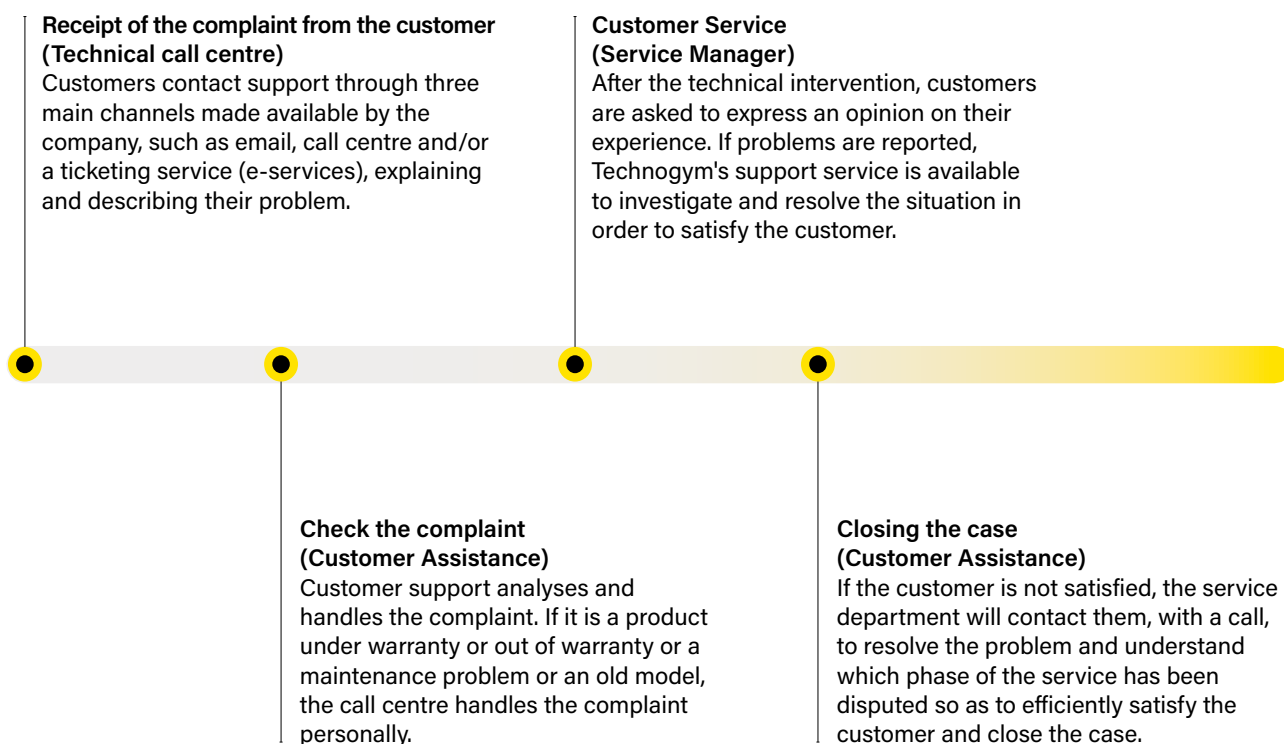 Receipt of the complaint from the customer
(Technical call centre)
Customers contact support through three
main channels made available by the
company, such as email, call centre and/or
a ticketing service (e-services), explaining
and describing their problem.
Check the complaint
(Customer Assistance)
Customer support analyses and
handles the complaint. If it is a product
under warranty or out of warranty or a
maintenance problem or an old model,
the call centre handles the complaint
personally.
Customer Service
(Service Manager)
After the technical intervention, customers
are asked to express an opinion on their
experience. If problems are reported,
Technogym's support service is available
to investigate and resolve the situation in
order to satisfy the customer.
Closing the case
(Customer Assistance)
If the customer is not satisfied, the service
department will contact them, with a call,
to resolve the problem and understand
which phase of the service has been
disputed so as to efficiently satisfy the
customer and close the case.